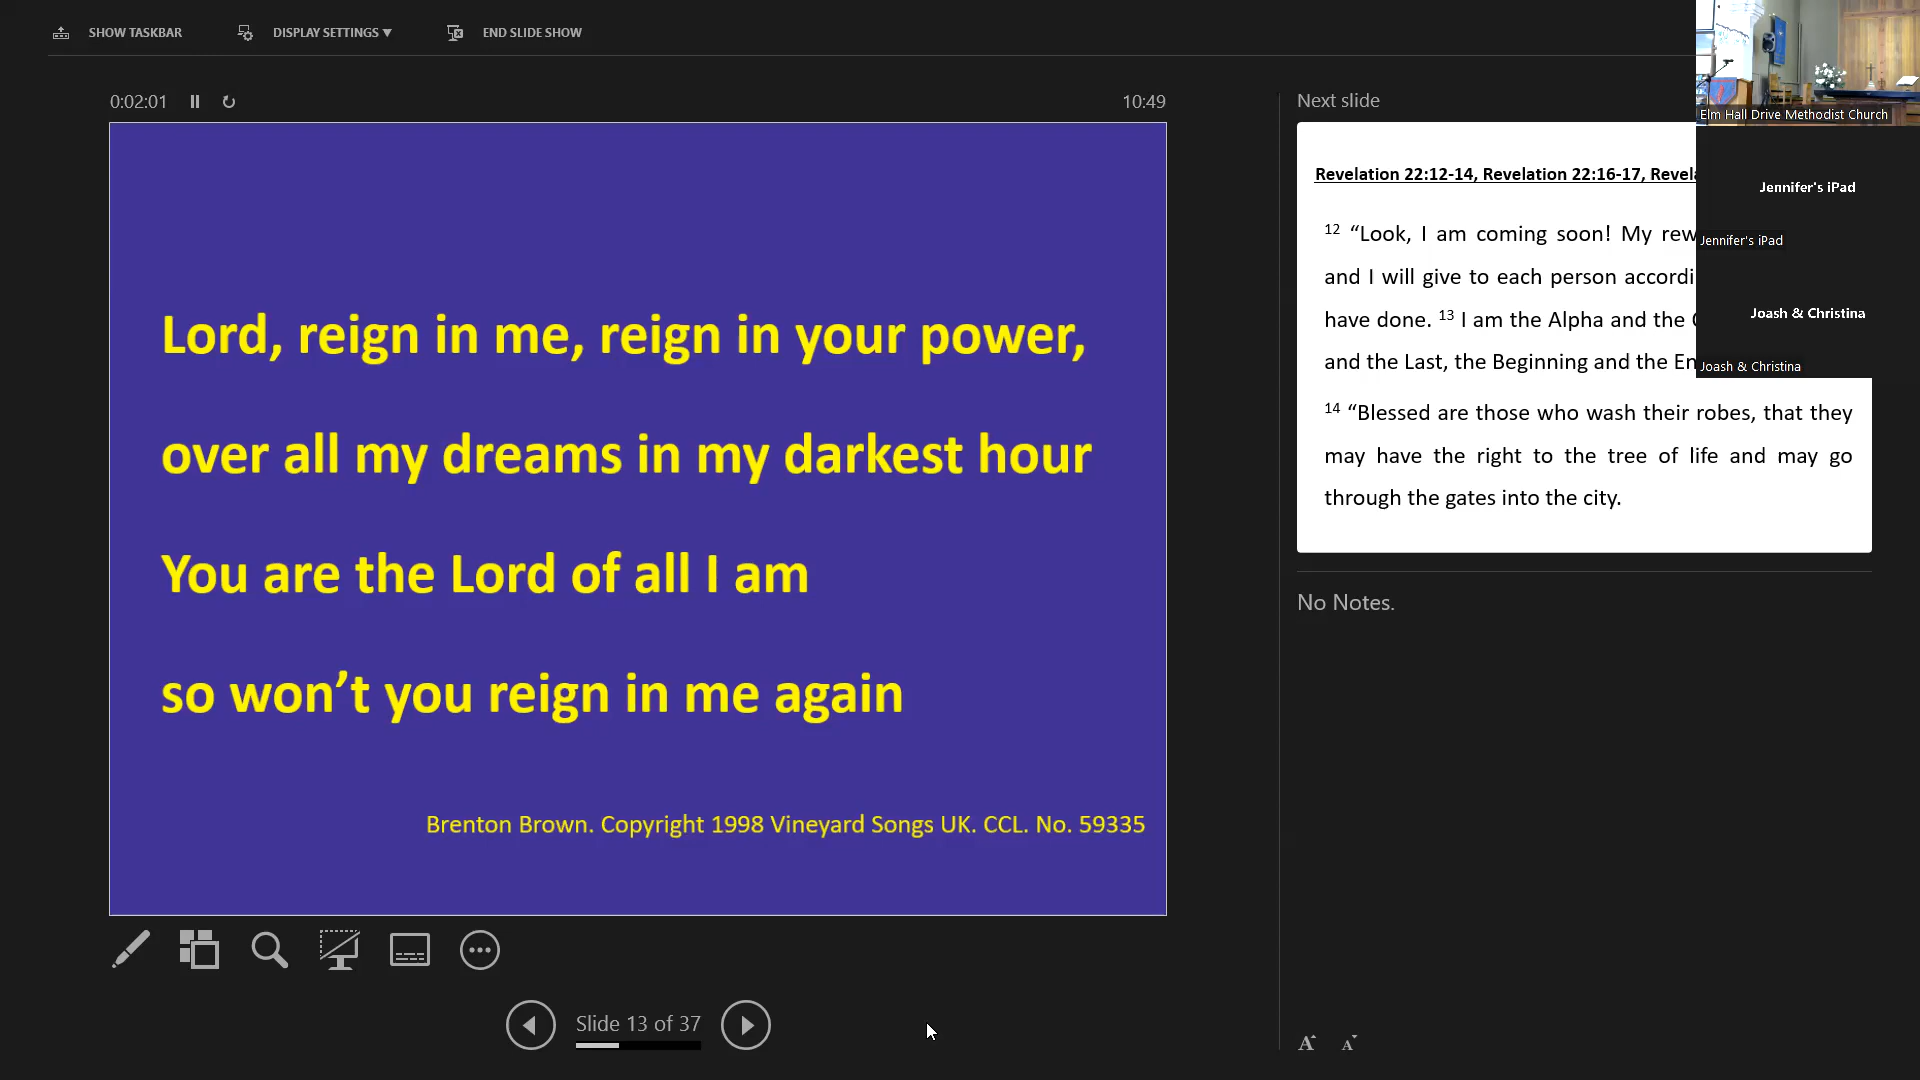 SHOW TASKBAR
DISPLAY SETTINGS ▼
END SLIDE SHOW
0:02:01
10:49
Lord, reign in me, reign in your power,
over all my dreams in my darkest hour
You are the Lord of all I am
so won’t you reign in me again
Brenton Brown. Copyright 1998 Vineyard Songs UK. CCL. No. 59335
Slide 13 of 37
Next slide
Revelation 22:12-14, Revelation 22:16-17,
12 “Look, I am coming soon! My
and I will give to each person
have done. 13 I am the Alpha and the
and the Last, the Beginning and the
14 “Blessed are those who wash their robes, that they
may have the right to the tree of life and may go
through the gates into the city.
No Notes.
A A
Elm Hall Drive Methodist Church
Jennifer's iPad
Jennifer's iPad
Joash & Christina
Joash & Christina